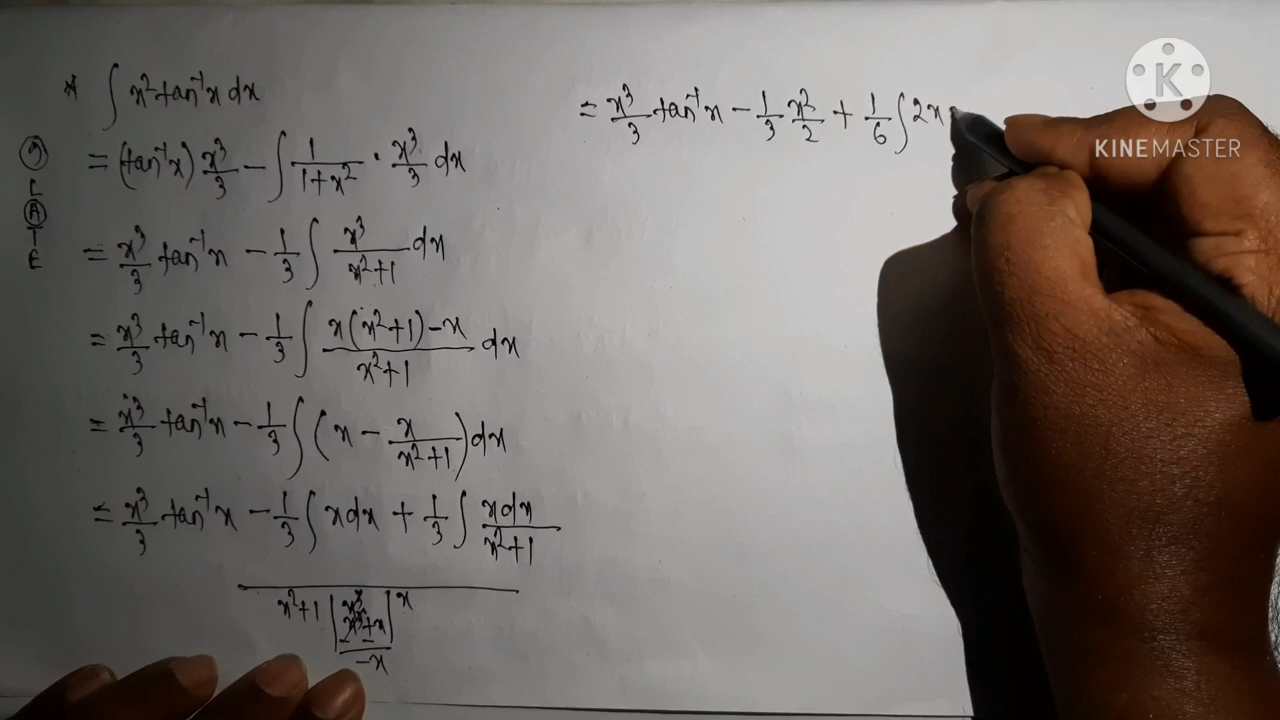 * ∫ x² tan⁻¹x dx
= (tan⁻¹x) x³/3 − ∫ 1/(1+x²) · x³/3 dx
= x³/3 tan⁻¹x − 1/3 ∫ x³/(x²+1) dx
= x³/3 tan⁻¹x − 1/3 ∫ (x(x²+1)−x)/(x²+1) dx
= x³/3 tan⁻¹x − 1/3 ∫ (x − x/(x²+1)) dx
= x³/3 tan⁻¹x − 1/3 ∫ x dx + 1/3 ∫ x dx/(x²+1)
x²+1 | x³ | x
x³+x
−x
L
A
T
E
= x³/3 tan⁻¹x − 1/3 x²/2 + 1/6 ∫ 2x
K
KINEMASTER